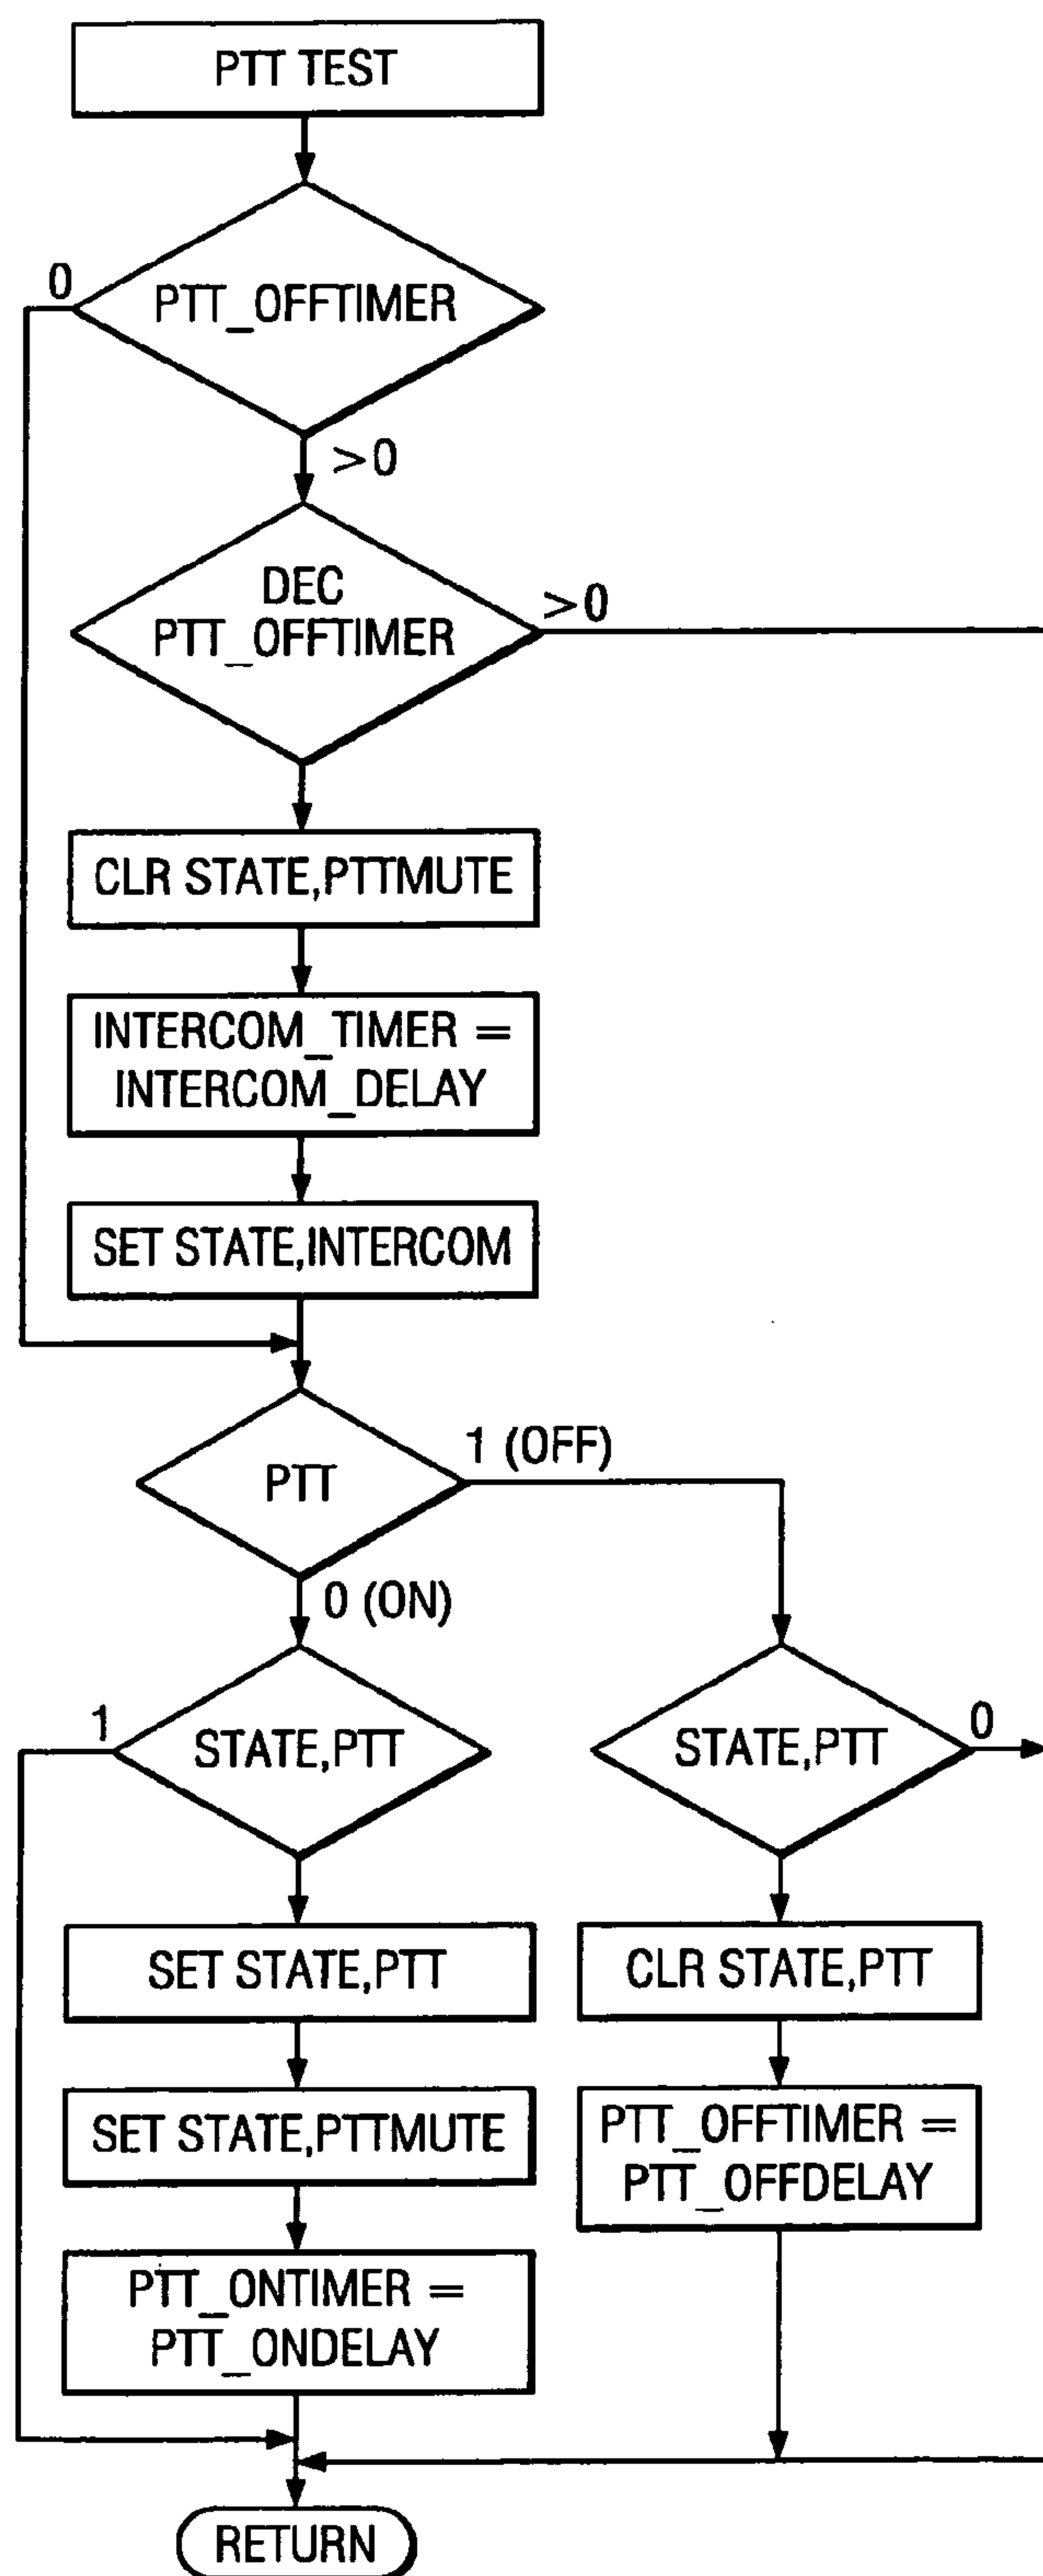 PTT TEST
0
PTT_OFFTIMER
>0
DEC
PTT_OFFTIMER
>0
CLR STATE,PTTMUTE
INTERCOM_TIMER =
INTERCOM_DELAY
SET STATE,INTERCOM
PTT
1 (OFF)
0 (ON)
1
STATE,PTT
STATE,PTT
0
SET STATE,PTT
CLR STATE,PTT
SET STATE,PTTMUTE
PTT_OFFTIMER =
PTT_OFFDELAY
PTT_ONTIMER =
PTT_ONDELAY
RETURN